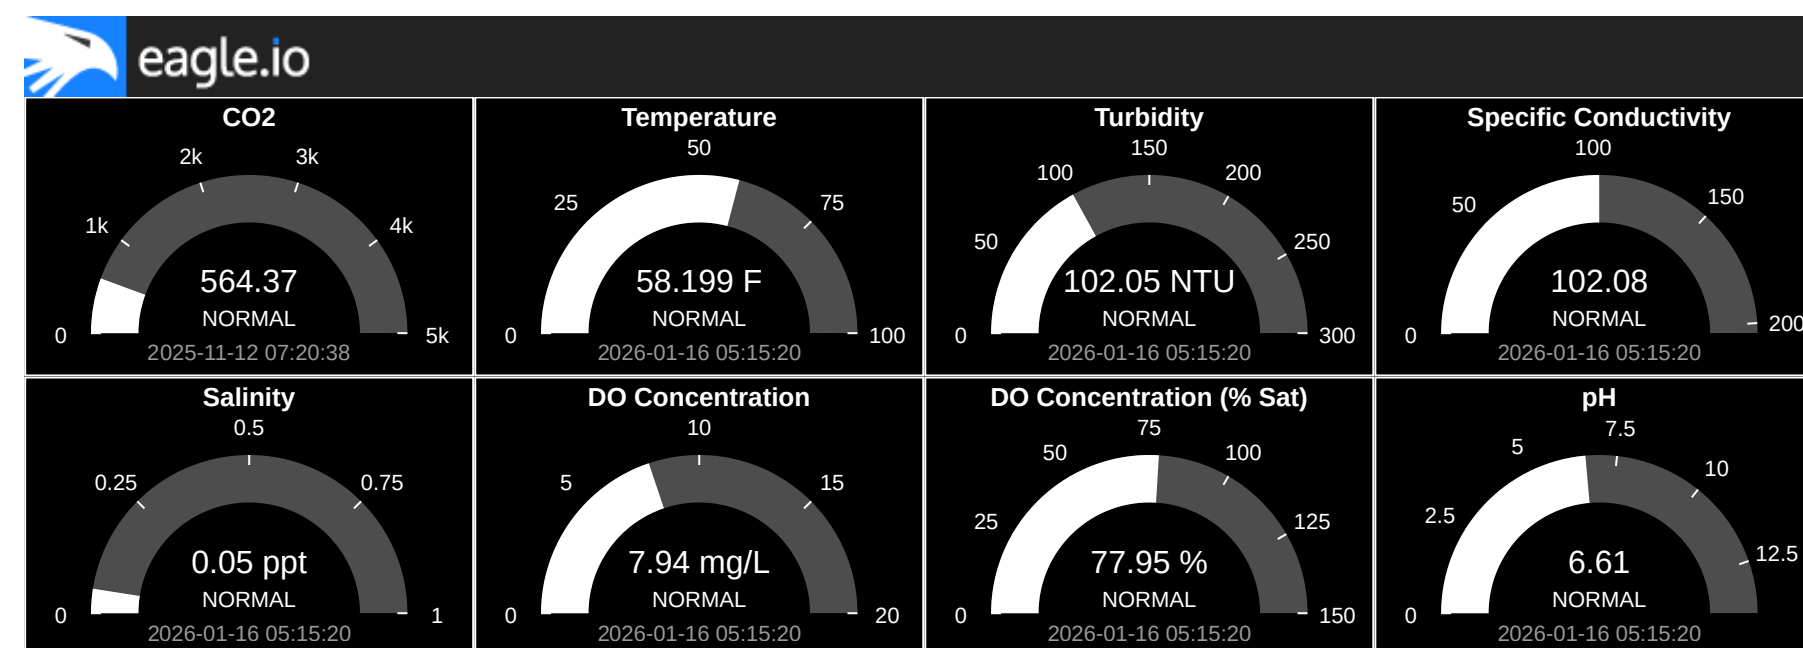 eagle.io
CO2
2k 3k
1k 4k
564.37
NORMAL
0 5k
2025-11-12 07:20:38
Temperature
50
25 75
58.199 F
NORMAL
0 100
2026-01-16 05:15:20
Turbidity
150
100 200
50 250
102.05 NTU
NORMAL
0 300
2026-01-16 05:15:20
Specific Conductivity
100
50 150
102.08
NORMAL
0 200
2026-01-16 05:15:20
Salinity
0.5
0.25 0.75
0.05 ppt
NORMAL
0 1
2026-01-16 05:15:20
DO Concentration
10
5 15
7.94 mg/L
NORMAL
0 20
2026-01-16 05:15:20
DO Concentration (% Sat)
75
50 100
25 125
77.95 %
NORMAL
0 150
2026-01-16 05:15:20
pH
7.5
5 10
2.5 12.5
6.61
NORMAL
0
2026-01-16 05:15:20